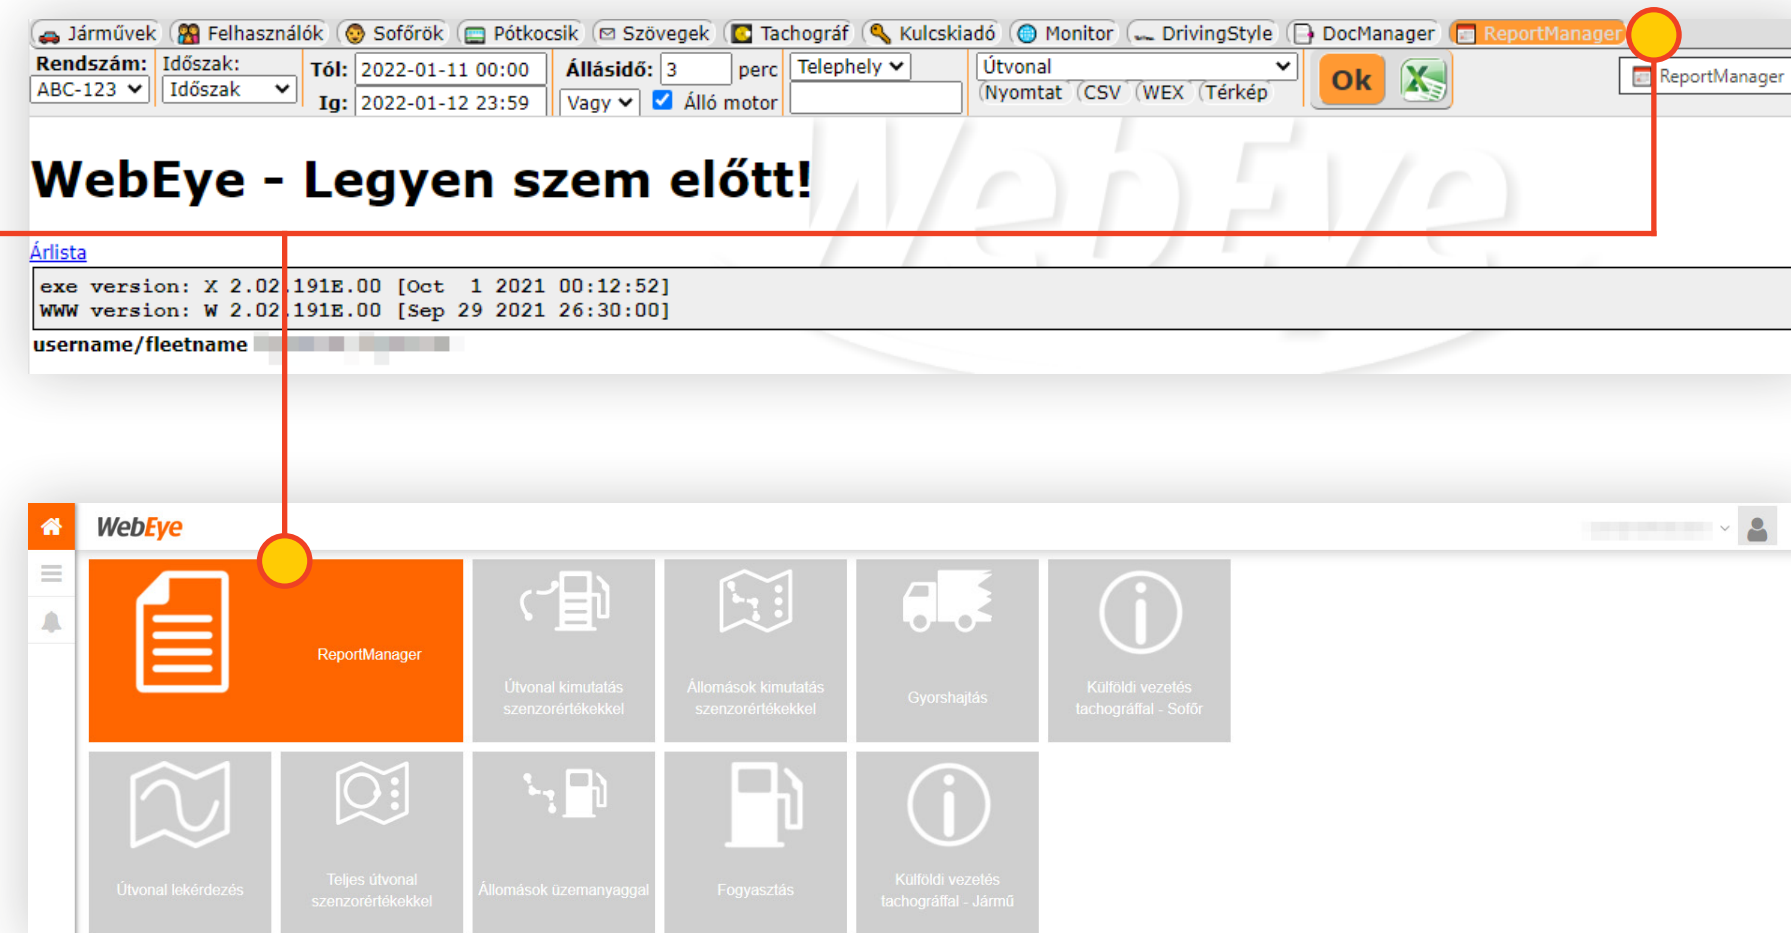 Járművek Felhasználók Sofőrök Pótkocsik Szövegek Tachográf Kulcskiadó Monitor DrivingStyle DocManager ReportManager
Rendszám: Időszak: Tól: 2022-01-11 00:00 Állásidő: 3 perc Telephely Útvonal Ok ReportManager
ABC-123 Időszak Ig: 2022-01-12 23:59 Vagy Álló motor Nyomtat CSV WEX Térkép
WebEye
WebEye - Legyen szem előtt!
Árlista
exe version: X 2.02.191E.00 [Oct 1 2021 00:12:52]
WWW version: W 2.02.191E.00 [Sep 29 2021 26:30:00]
username/fleetname
WebEye
ReportManager
Útvonal kimutatás
szenzorértékekkel
Állomások kimutatás
szenzorértékekkel
Gyorshajtás
Külföldi vezetés
tachográffal - Sofőr
Útvonal lekérdezés
Teljes útvonal
szenzorértékekkel
Állomások üzemanyaggal
Fogyasztás
Külföldi vezetés
tachográffal - Jármű